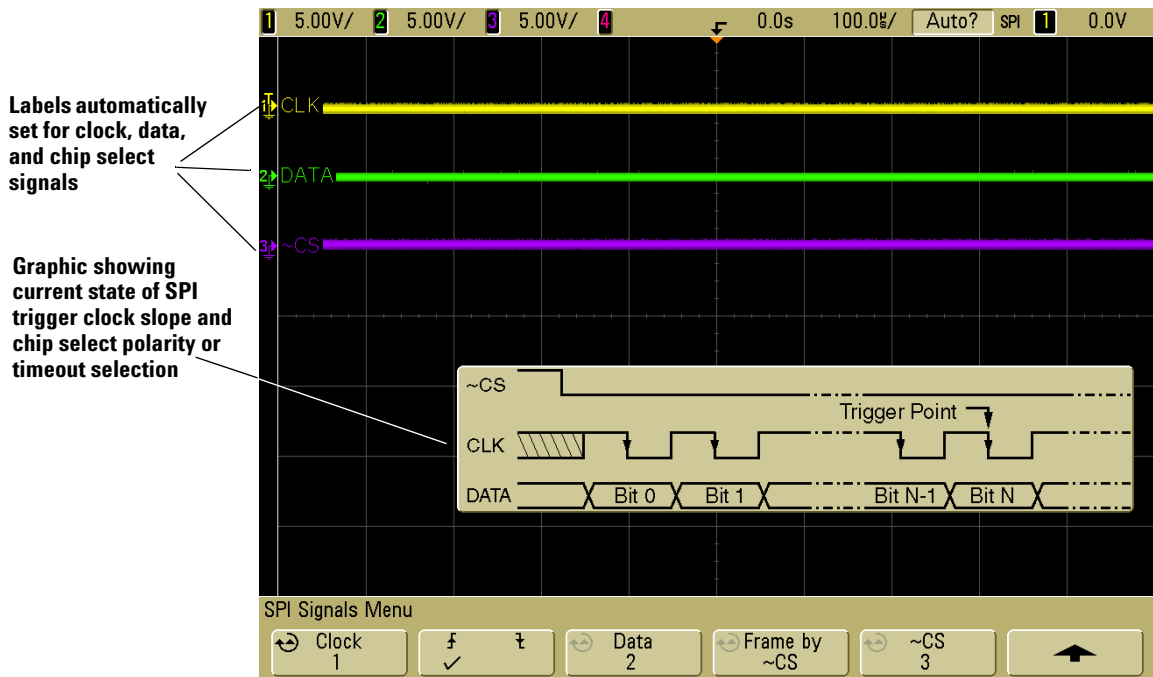 1 5.00V/ 2 5.00V/ 3 5.00V/ 4 0.0s 100.0㎲/ Auto? SPI 1 0.0V
Labels automatically
set for clock, data,
and chip select
signals
1 CLK
T
2 DATA
3 ~CS
Graphic showing
current state of SPI
trigger clock slope and
chip select polarity or
timeout selection
~CS
Trigger Point
CLK
DATA Bit 0 Bit 1 Bit N-1 Bit N
SPI Signals Menu
Clock
1
✓
Data
2
Frame by
~CS
~CS
3